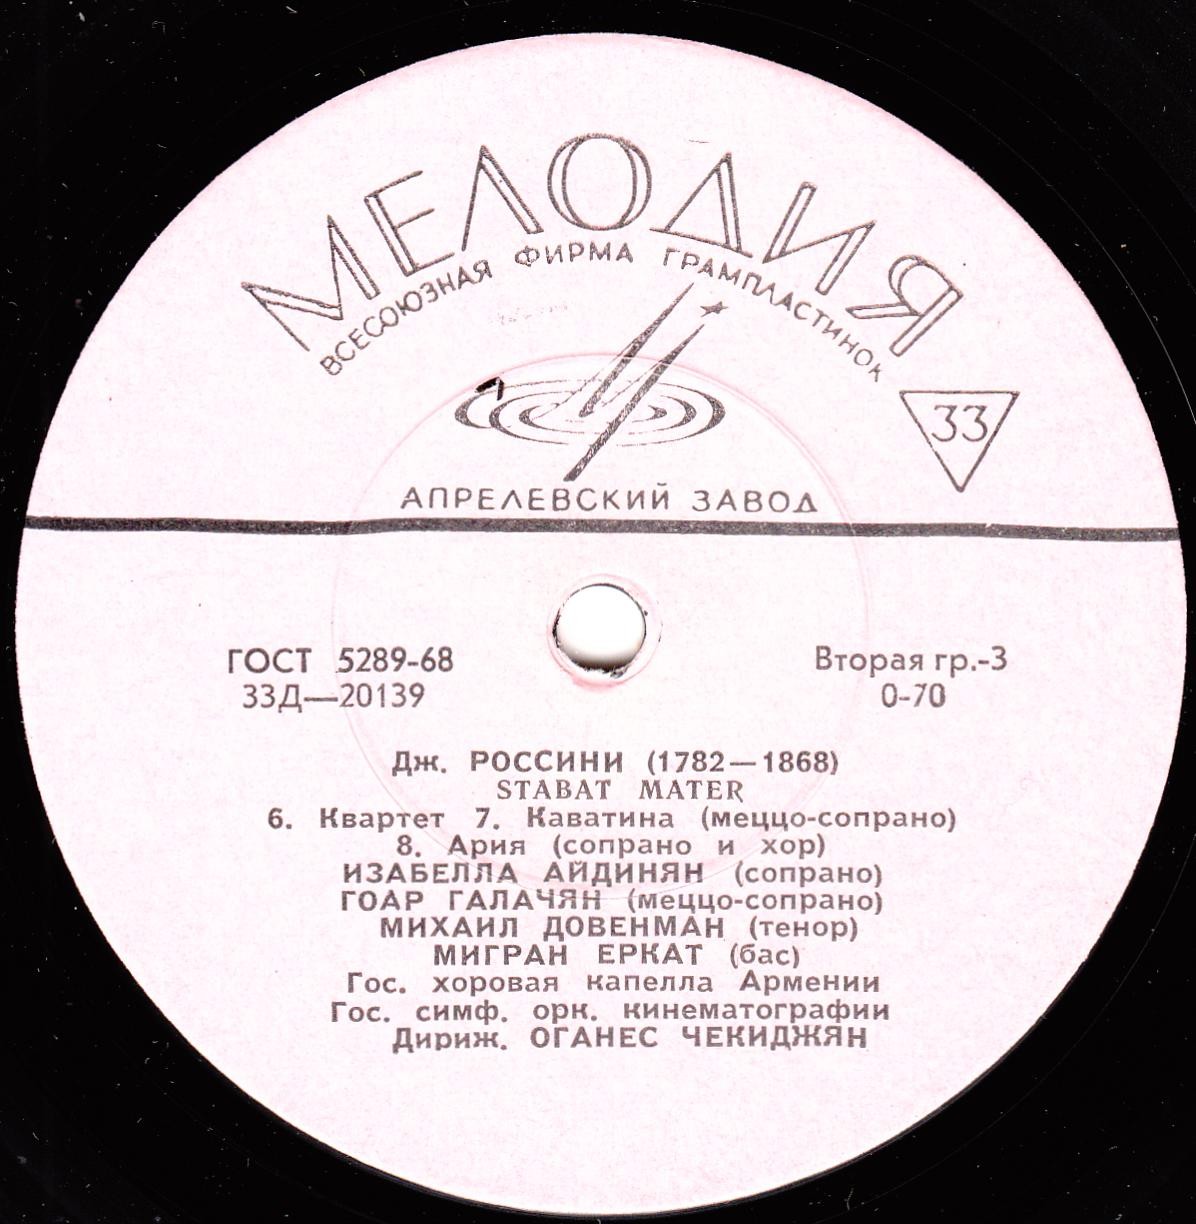 МЕЛОДИЯ
ВСЕСОЮЗНАЯ ФИРМА ГРАМПЛАСТИНОК
33
АПРЕЛЕВСКИЙ ЗАВОД
ГОСТ 5289-68
33Д—20139
Вторая гр.-3
0-70
Дж. РОССИНИ (1782—1868)
STABAT MATER
6. Квартет 7. Каватина (меццо-сопрано)
8. Ария (сопрано и хор)
ИЗАБЕЛЛА АЙДИНЯН (сопрано)
ГОАР ГАЛАЧЯН (меццо-сопрано)
МИХАИЛ ДОВЕНМАН (тенор)
МИГРАН ЕРКАТ (бас)
Гос. хоровая капелла Армении
Гос. симф. орк. кинематографии
Дириж. ОГАНЕС ЧЕКИДЖЯН